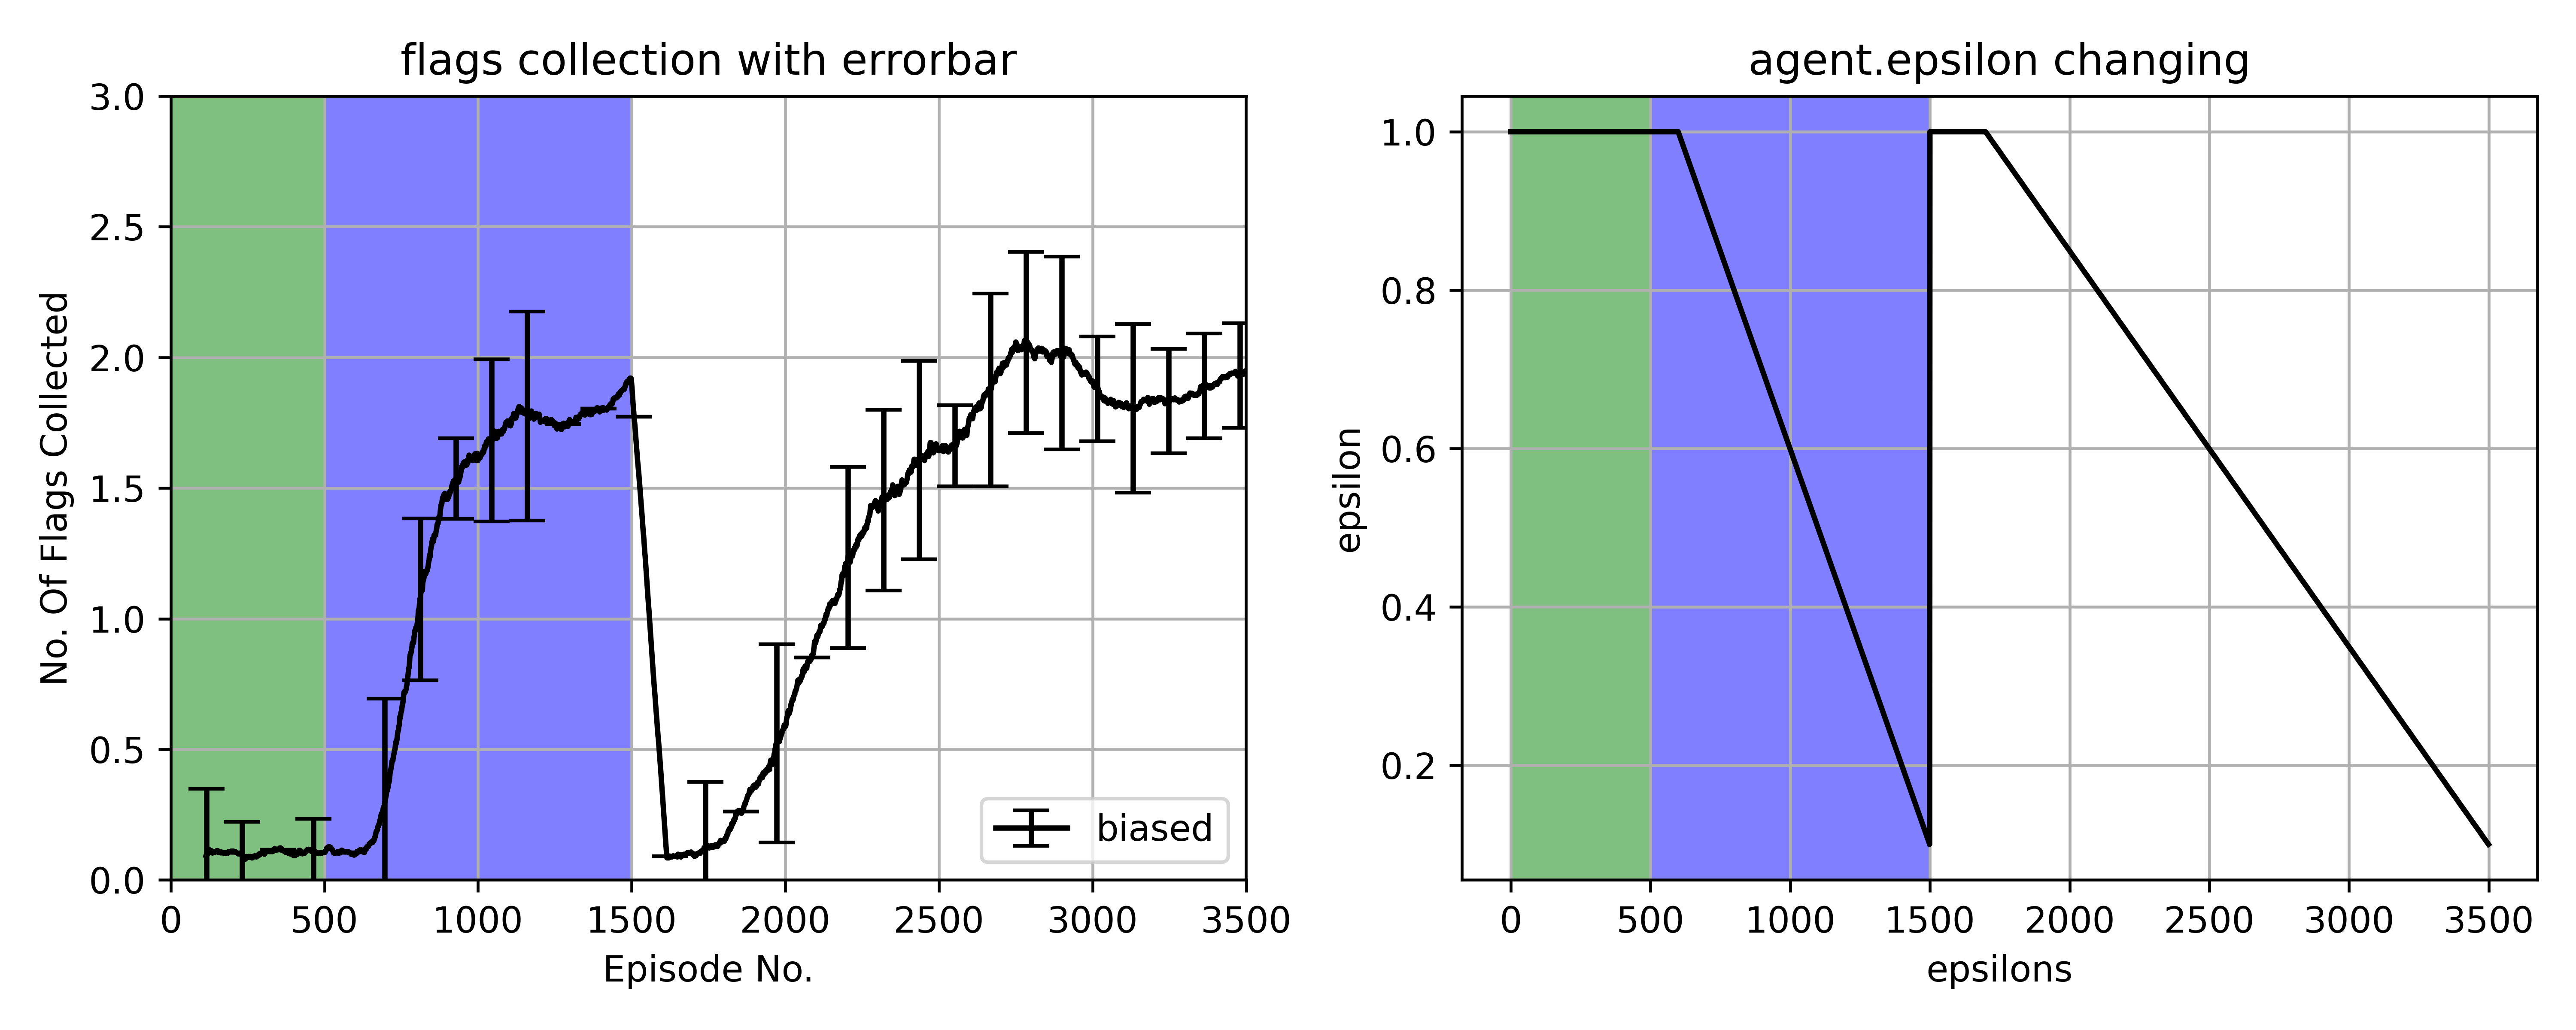 flags collection with errorbar
3.0
2.5
2.0
1.5
1.0
0.5
0.0
No. Of Flags Collected
0 500 1000 1500 2000 2500 3000 3500
Episode No.
biased
agent.epsilon changing
1.0
0.8
0.6
0.4
0.2
epsilon
0 500 1000 1500 2000 2500 3000 3500
epsilons